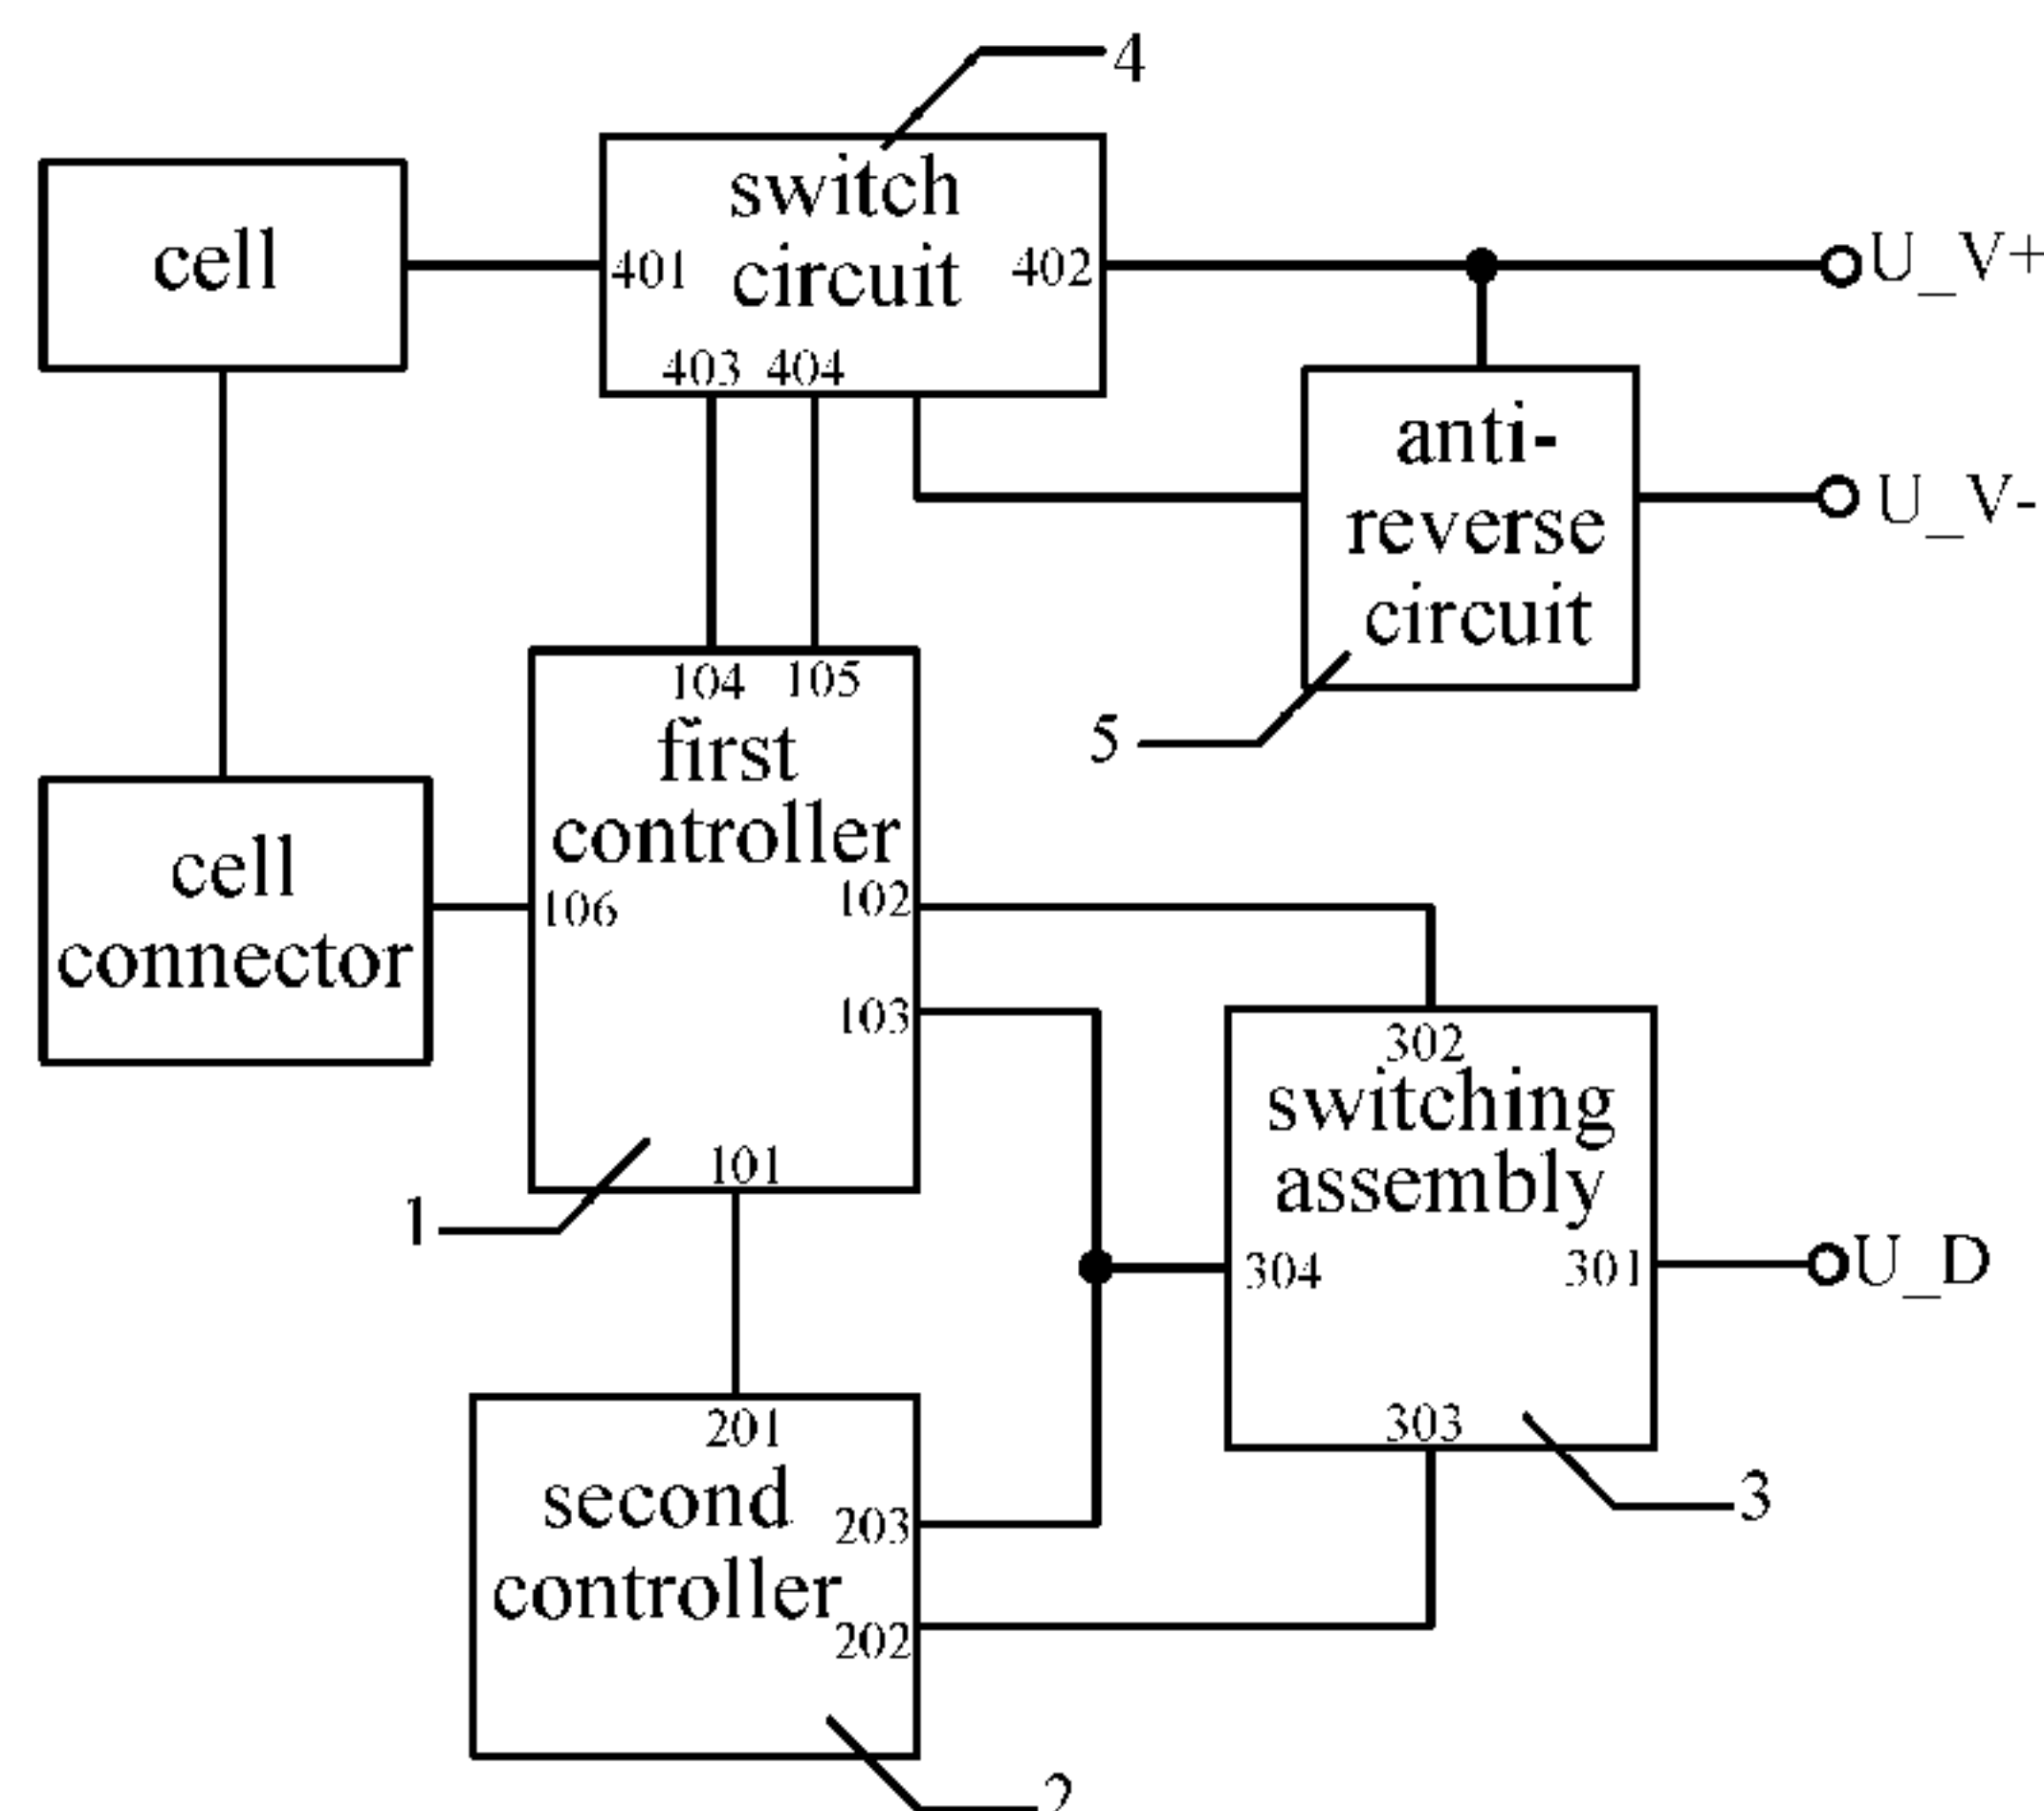 4
switch
circuit
401
402
403 404
cell
U_V+
anti-
reverse
circuit
U_V-
5
104 105
first
controller
106
102
103
101
1
cell
connector
302
switching
assembly
304
301
303
U_D
3
201
second
controller
203
202
2